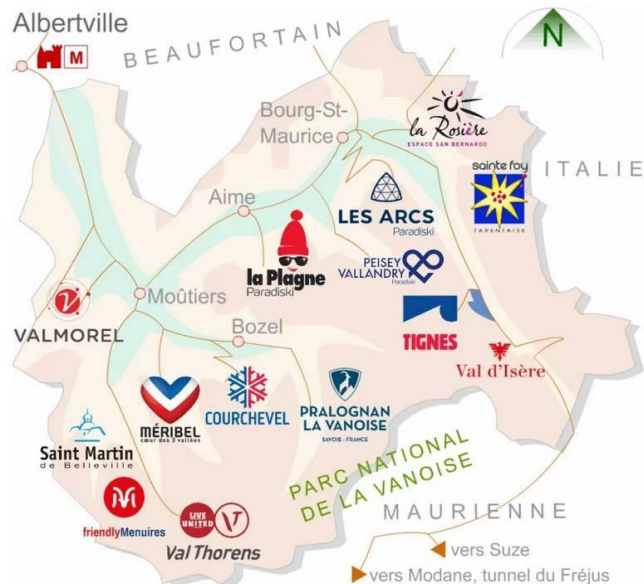 Albertville
M
BEAUFORTAIN
N
Bourg-St-
Maurice
la Rosière
ESPACE SAN BERNARDO
sainte foy
TARENTAISE
ITALIE
Aime
LES ARCS
Paradiski
la Plagne
Paradiski
PEISEY
VALLANDRY
Paradiski
Moûtiers
VALMOREL
Bozel
TIGNES
Val d'Isère
MÉRIBEL
cœur des 3 vallées
COURCHEVEL
PRALOGNAN
LA VANOISE
SAVOIE - FRANCE
Saint Martin
de Belleville
PARC NATIONAL
DE LA VANOISE
friendlyMenuires
LIVE
UNITED
Val Thorens
MAURIENNE
vers Suze
vers Modane, tunnel du Fréjus